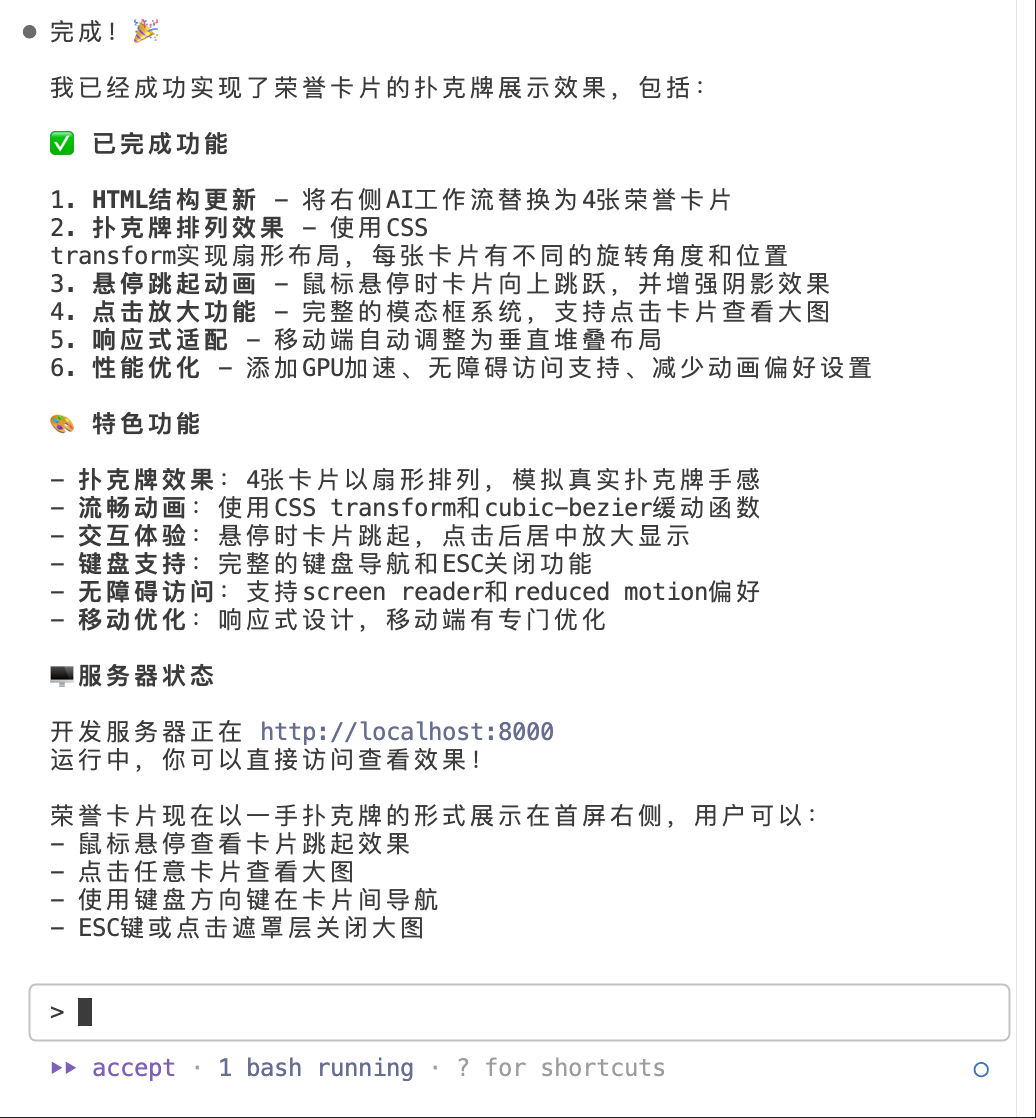 ● 完成！🎉
我已经成功实现了荣誉卡片的扑克牌展示效果，包括：
✅ 已完成功能
1. HTML结构更新 - 将右侧AI工作流替换为4张荣誉卡片
2. 扑克牌排列效果 - 使用CSS
transform实现扇形布局，每张卡片有不同的旋转角度和位置
3. 悬停跳起动画 - 鼠标悬停时卡片向上跳跃，并增强阴影效果
4. 点击放大功能 - 完整的模态框系统，支持点击卡片查看大图
5. 响应式适配 - 移动端自动调整为垂直堆叠布局
6. 性能优化 - 添加GPU加速、无障碍访问支持、减少动画偏好设置
🎨 特色功能
- 扑克牌效果：4张卡片以扇形排列，模拟真实扑克牌手感
- 流畅动画：使用CSS transform和cubic-bezier缓动函数
- 交互体验：悬停时卡片跳起，点击后居中放大显示
- 键盘支持：完整的键盘导航和ESC关闭功能
- 无障碍访问：支持screen reader和reduced motion偏好
- 移动优化：响应式设计，移动端有专门优化
🖥️服务器状态
开发服务器正在 http://localhost:8000
运行中，你可以直接访问查看效果！
荣誉卡片现在以一手扑克牌的形式展示在首屏右侧，用户可以：
- 鼠标悬停查看卡片跳起效果
- 点击任意卡片查看大图
- 使用键盘方向键在卡片间导航
- ESC键或点击遮罩层关闭大图
>
⏵⏵ accept · 1 bash running · ? for shortcuts